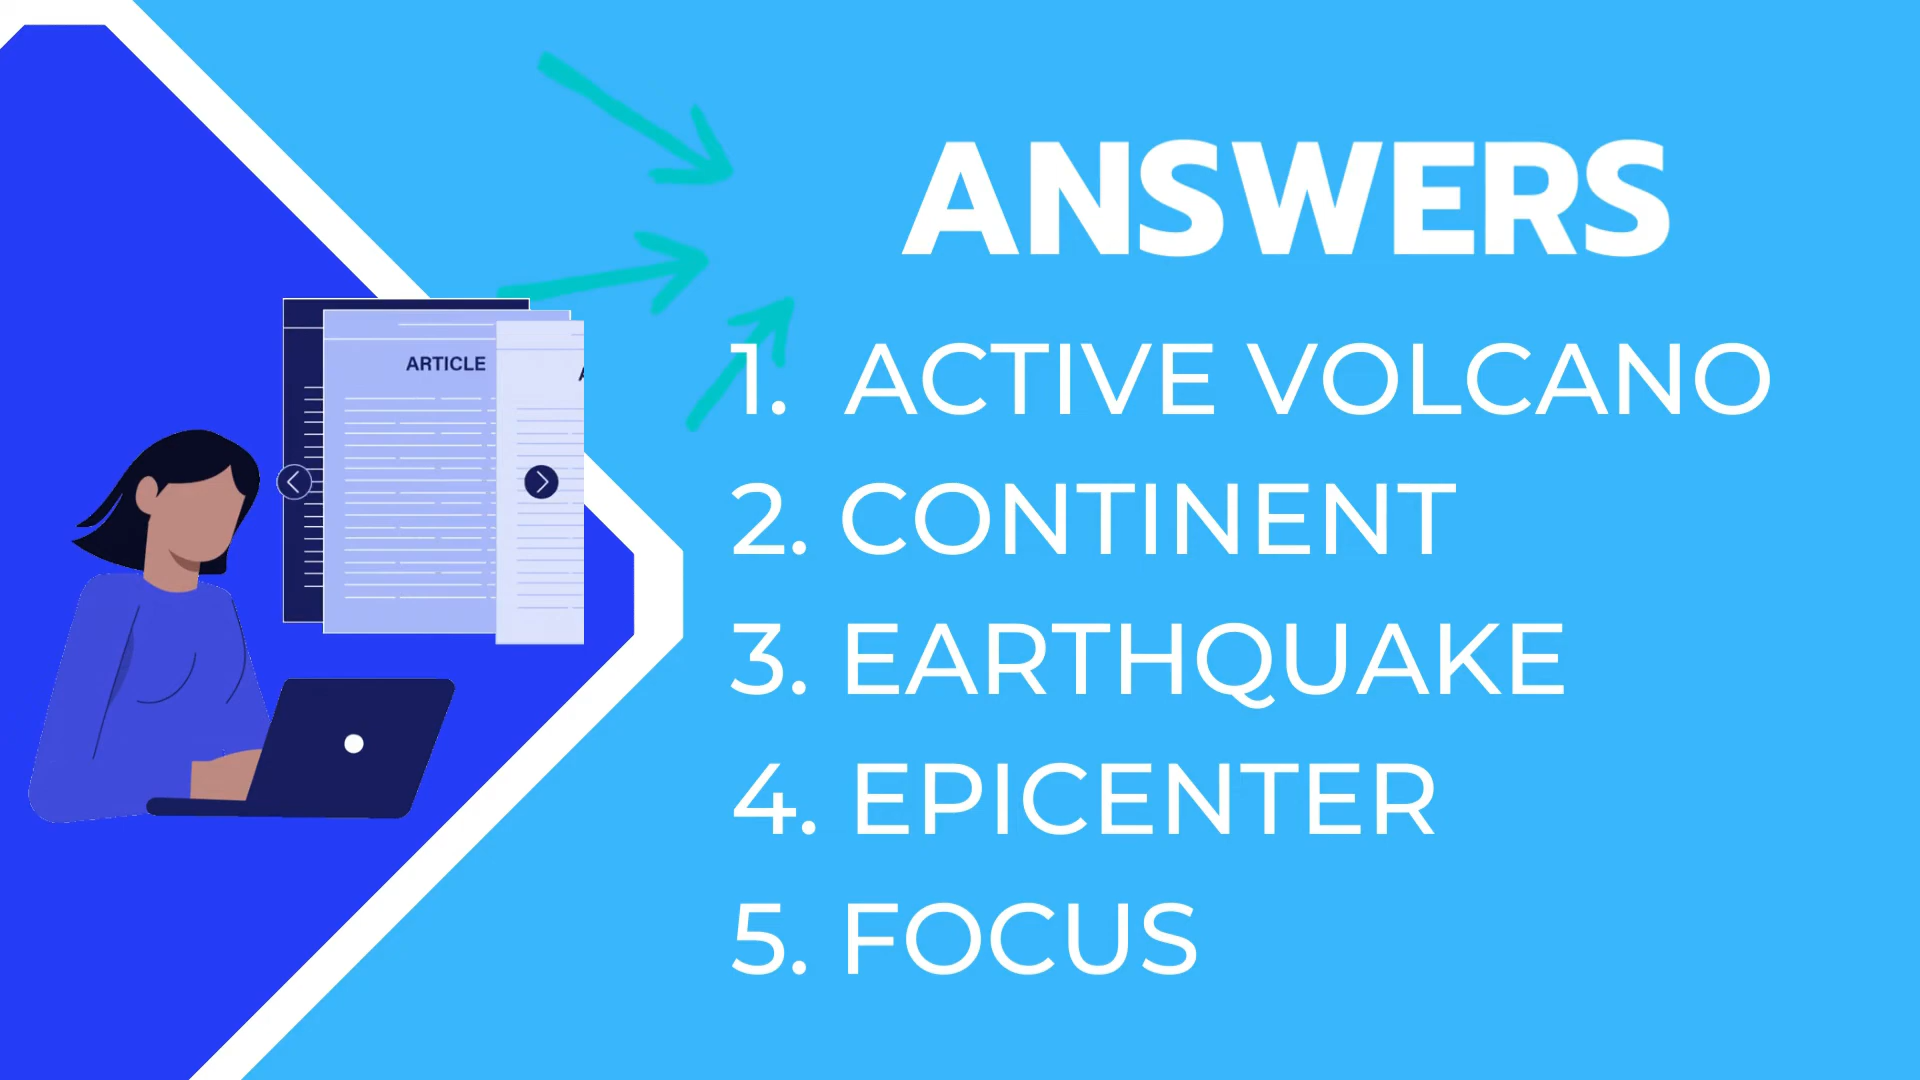 ANSWERS
ARTICLE
1. ACTIVE VOLCANO
2. CONTINENT
3. EARTHQUAKE
4. EPICENTER
5. FOCUS